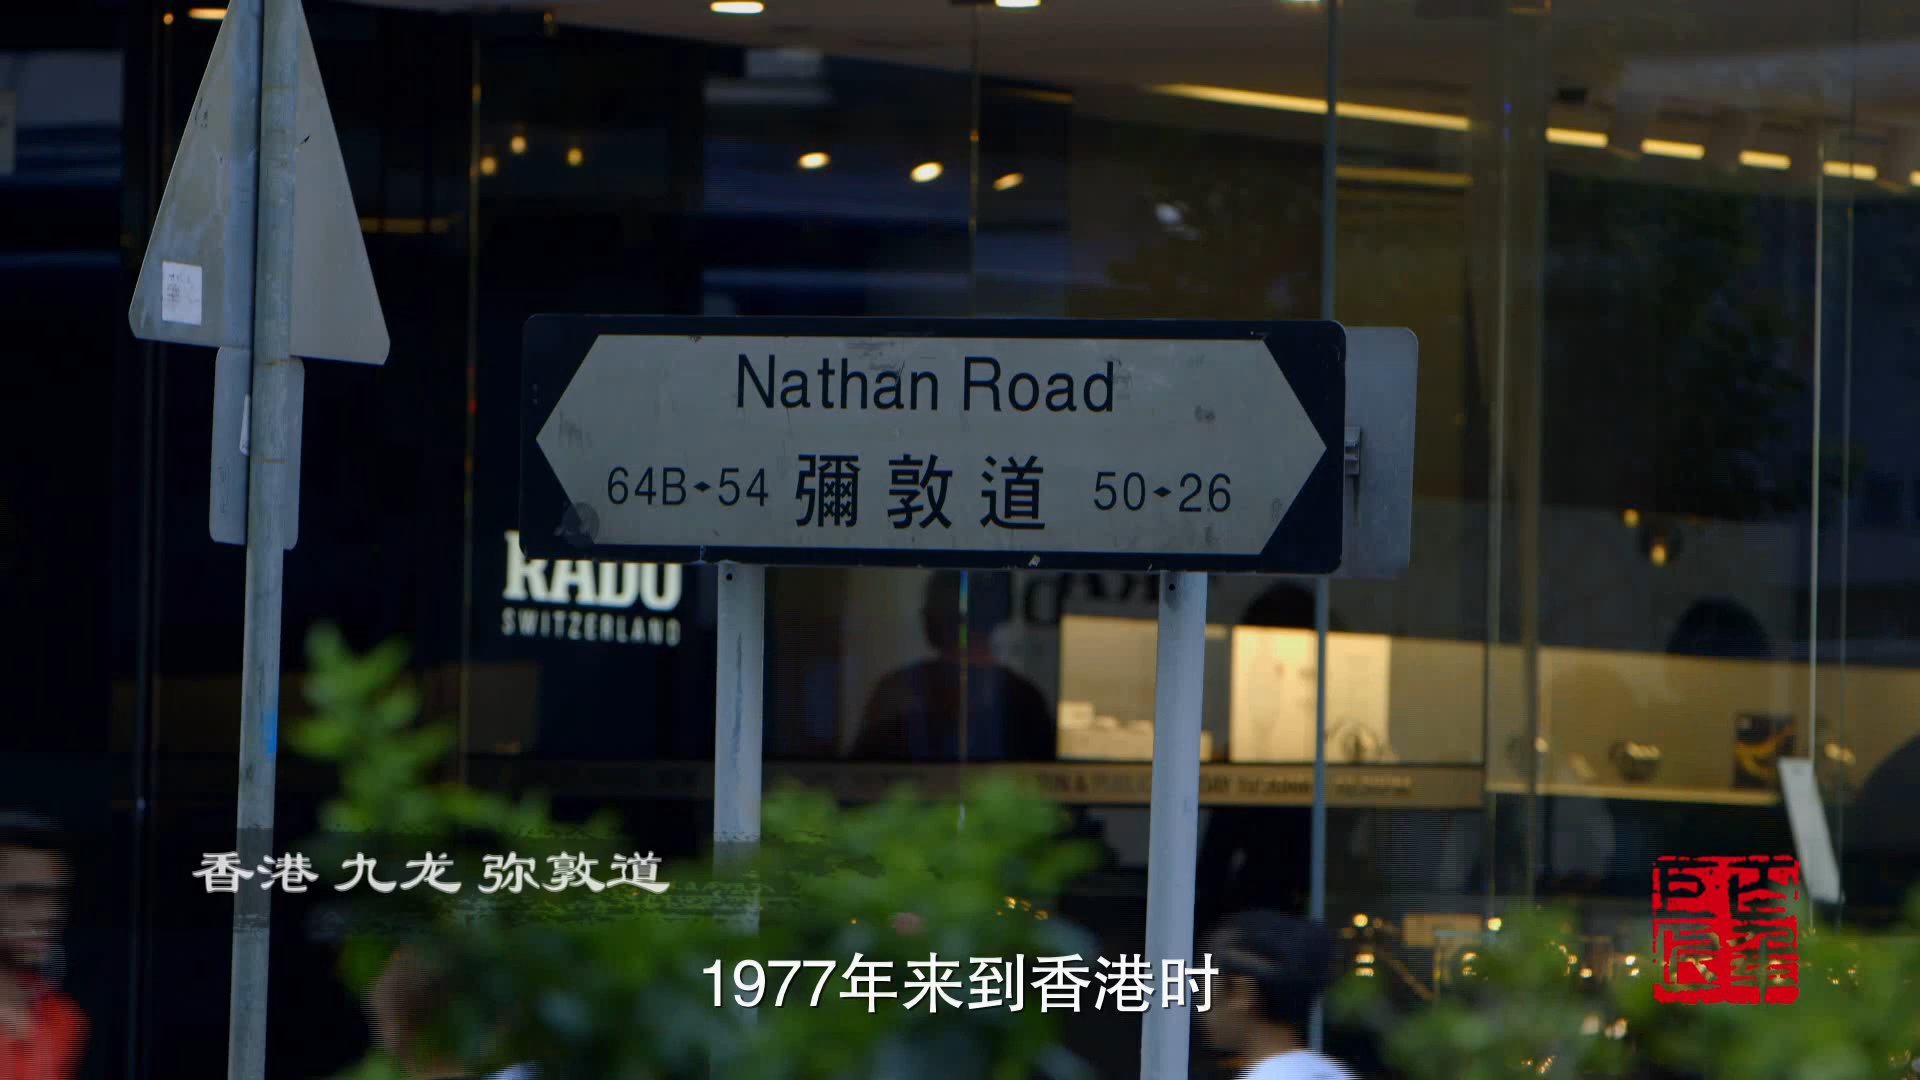 Nathan Road
64B 54 彌敦道 50 26
RADO
SWITZERLAND
香港 九龙 弥敦道
1977年来到香港时